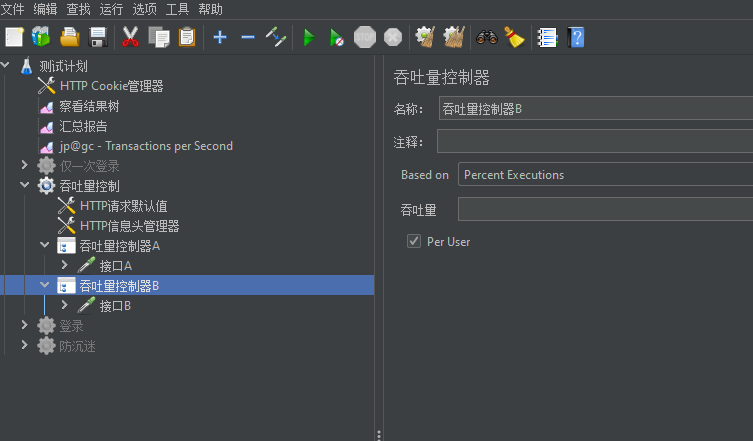 文件 编辑 查找 运行 选项 工具 帮助
STOP
?
测试计划
HTTP Cookie管理器
察看结果树
汇总报告
jp@gc - Transactions per Second
仅一次登录
吞吐量控制
HTTP请求默认值
HTTP信息头管理器
吞吐量控制器A
接口A
吞吐量控制器B
接口B
登录
防沉迷
吞吐量控制器
名称： 吞吐量控制器B
注释：
Based on Percent Executions
吞吐量
Per User